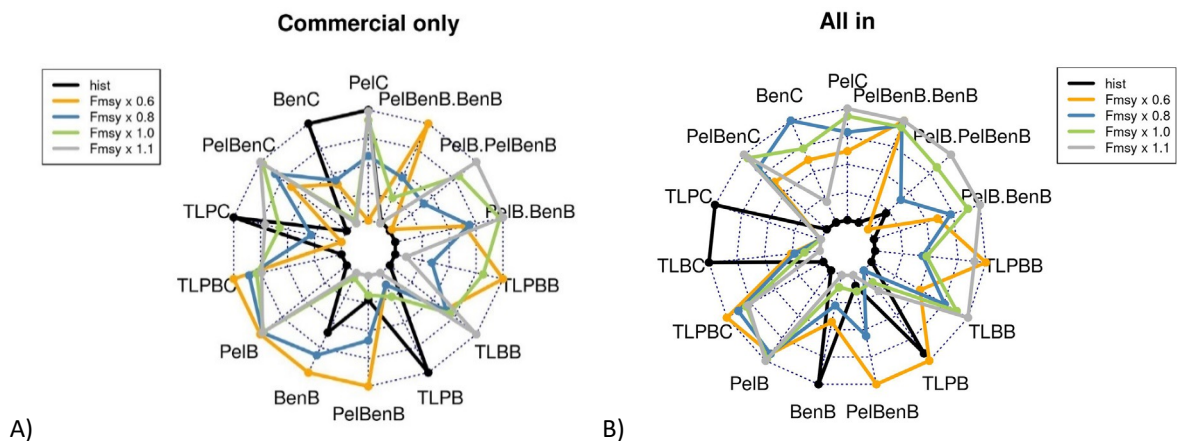 Commercial only
hist
Fmsy x 0.6
Fmsy x 0.8
Fmsy x 1.0
Fmsy x 1.1
PelC
PelBenB.BenB
BenC
PelB.PelBenB
PelBenC
PelB.BenB
TLPC
TLPBB
TLPBC
TLBB
PelB
TLPB
BenB
PelBenB
A)
All in
hist
Fmsy x 0.6
Fmsy x 0.8
Fmsy x 1.0
Fmsy x 1.1
PelC
PelBenB.BenB
BenC
PelB.PelBenB
PelBenC
PelB.BenB
TLPC
TLBC
TLPBB
TLPBC
TLBB
PelB
TLPB
BenB
PelBenB
B)